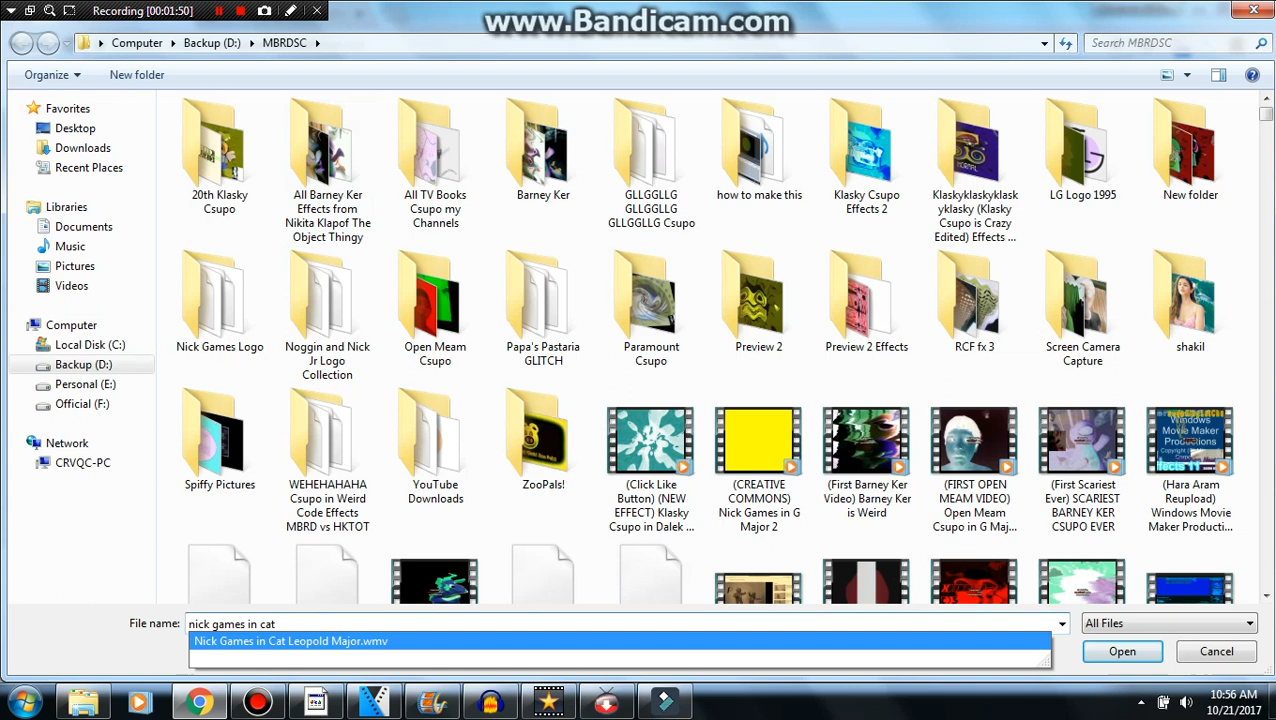 Recording [00:01:50]
www.Bandicam.com
Computer
Backup (D:)
MBRDSC
Search MBRDSC
Organize
New folder
Favorites
Desktop
Downloads
Recent Places
Libraries
Documents
Music
Pictures
Videos
Computer
Local Disk (C:)
Backup (D:)
Personal (E:)
Official (F:)
Network
CRVQC-PC
20th Klasky
Csupo
All Barney Ker
Effects from
Nikita Klapof The
Object Thingy
All TV Books
Csupo my
Channels
Barney Ker
GLLGGLLG
GLLGGLLG
GLLGGLLG Csupo
how to make this
Klasky Csupo
Effects 2
Klaskyklaskyklask
yklasky (Klasky
Csupo is Crazy
Edited) Effects ...
LG Logo 1995
New folder
Nick Games Logo
Noggin and Nick
Jr Logo
Collection
Open Meam
Csupo
Papa's Pastaria
GLITCH
Paramount
Csupo
Preview 2
Preview 2 Effects
RCF fx 3
Screen Camera
Capture
shakil
Spiffy Pictures
WEHEHAHAHA
Csupo in Weird
Code Effects
MBRD vs HKTOT
YouTube
Downloads
ZooPals!
(Click Like
Button) (NEW
EFFECT) Klasky
Csupo in Dalek ...
(CREATIVE
COMMONS)
Nick Games in G
Major 2
(First Barney Ker
Video) Barney Ker
is Weird
(FIRST OPEN
MEAM VIDEO)
Open Meam
Csupo in G Maj...
(First Scariest
Ever) SCARIEST
BARNEY KER
CSUPO EVER
(Hara Aram
Reupload)
Windows Movie
Maker Producti...
File name:
nick games in cat
All Files
Nick Games in Cat Leopold Major.wmv
Open
Cancel
10:56 AM
10/21/2017